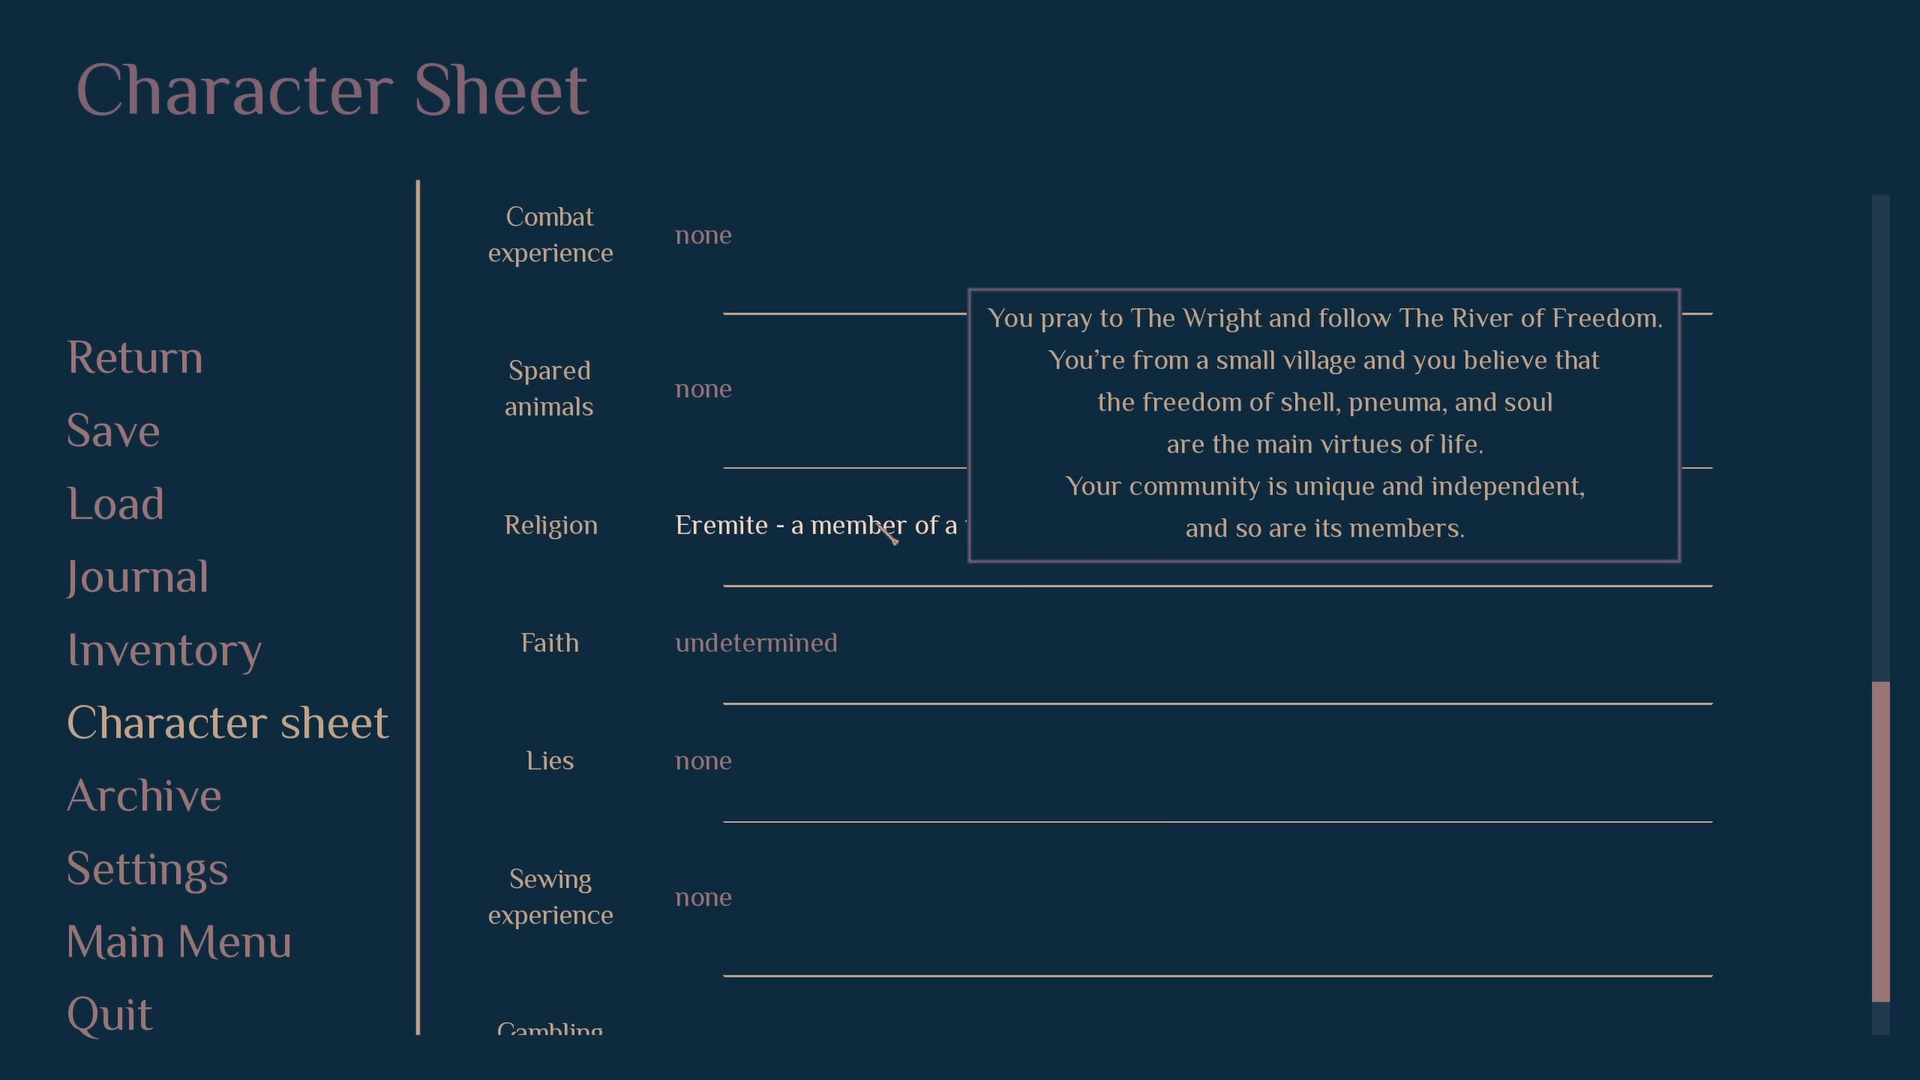 Character Sheet
Return
Save
Load
Journal
Inventory
Character sheet
Archive
Settings
Main Menu
Quit
Combat
experience
none
Spared
animals
none
Religion
Eremite - a member of a
Faith
undetermined
Lies
none
Sewing
experience
none
Gambling
You pray to The Wright and follow The River of Freedom.
You’re from a small village and you believe that
the freedom of shell, pneuma, and soul
are the main virtues of life.
Your community is unique and independent,
and so are its members.